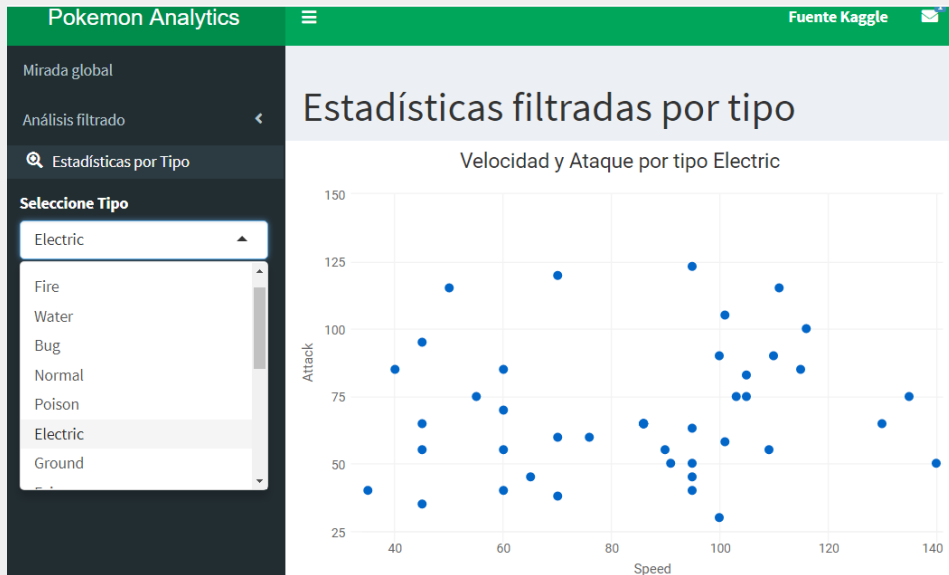 Pokemon Analytics
Fuente Kaggle
Mirada global
Análisis filtrado
Estadísticas por Tipo
Seleccione Tipo
Electric
Fire
Water
Bug
Normal
Poison
Electric
Ground
Estadísticas filtradas por tipo
Velocidad y Ataque por tipo Electric
150
125
100
75
50
25
Attack
40 60 80 100 120 140
Speed